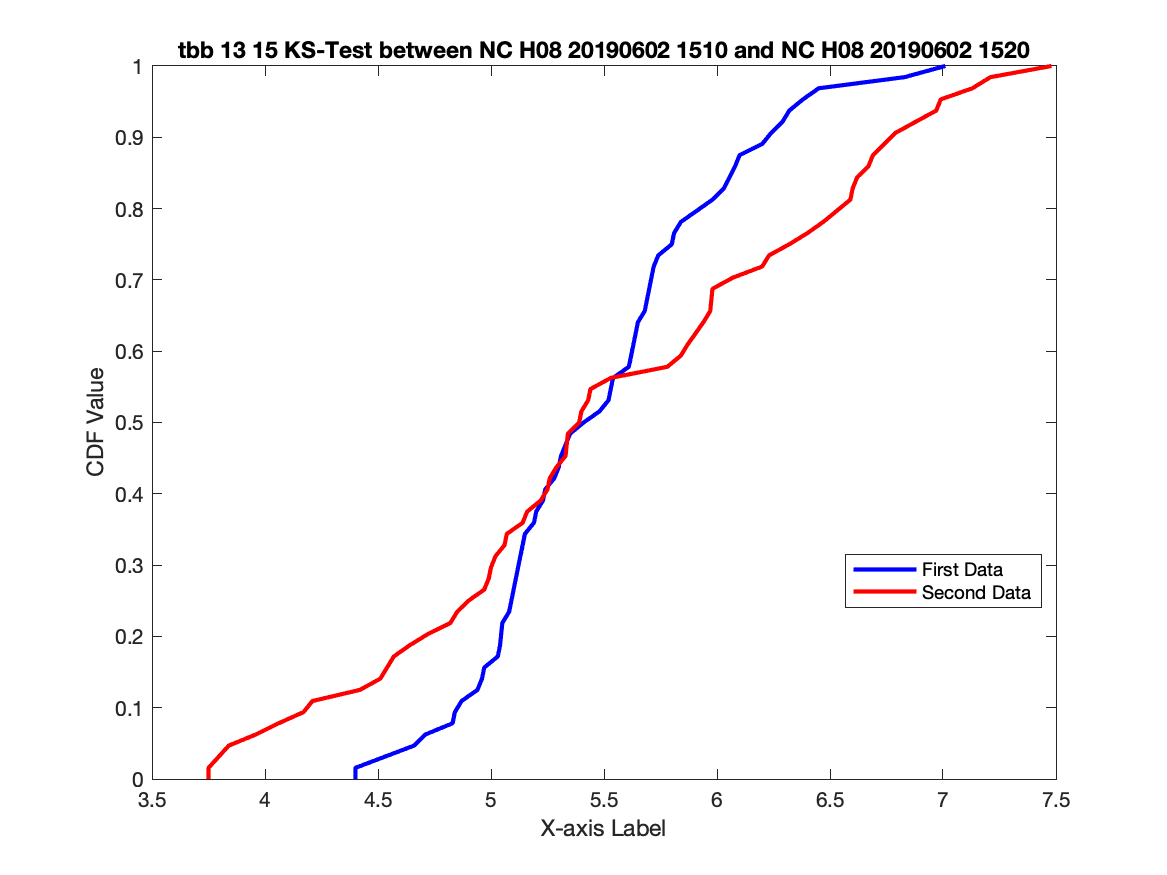 tbb 13 15 KS-Test between NC H08 20190602 1510 and NC H08 20190602 1520
1
0.9
0.8
0.7
0.6
0.5
0.4
0.3
0.2
0.1
0
CDF Value
First Data
Second Data
3.5 4 4.5 5 5.5 6 6.5 7 7.5
X-axis Label